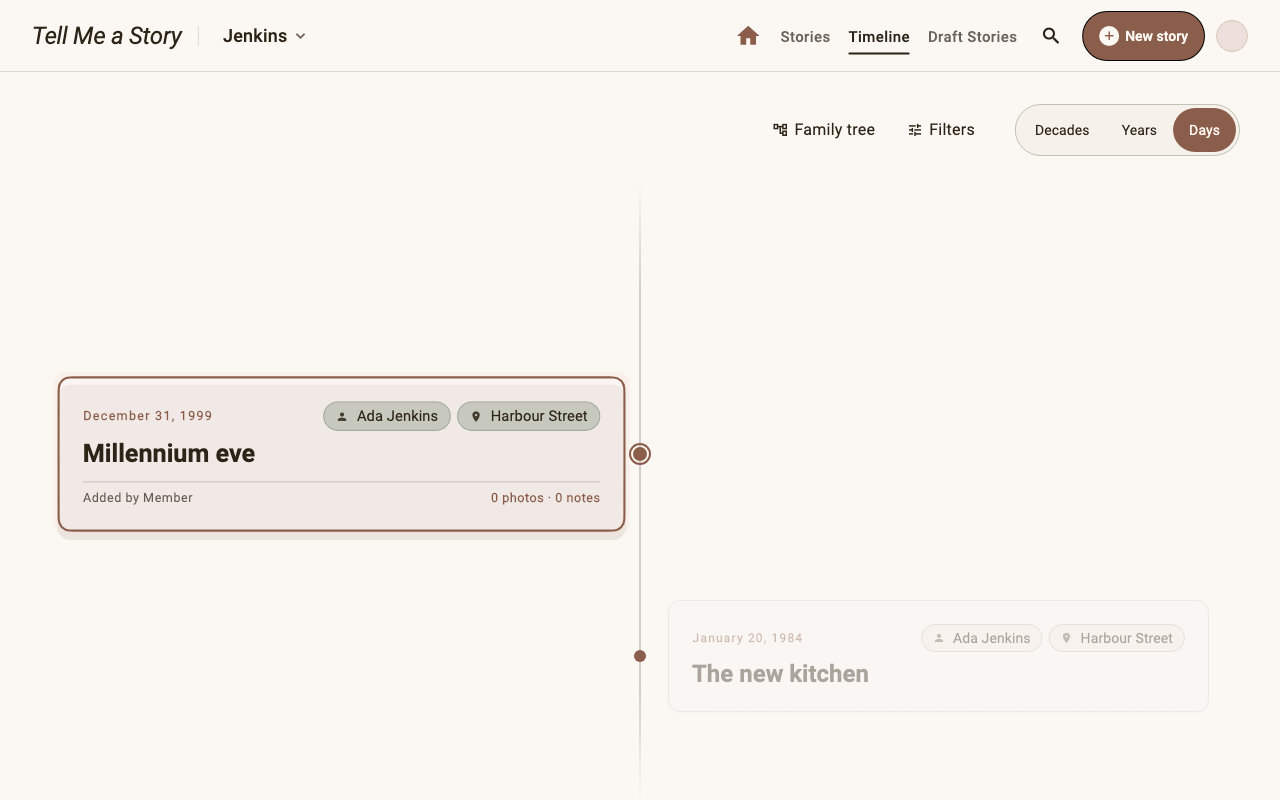 Tell Me a Story
Jenkins
Stories
Timeline
Draft Stories
New story
Family tree
Filters
Decades
Years
Days
December 31, 1999
Ada Jenkins
Harbour Street
Millennium eve
Added by Member
0 photos · 0 notes
January 20, 1984
Ada Jenkins
Harbour Street
The new kitchen